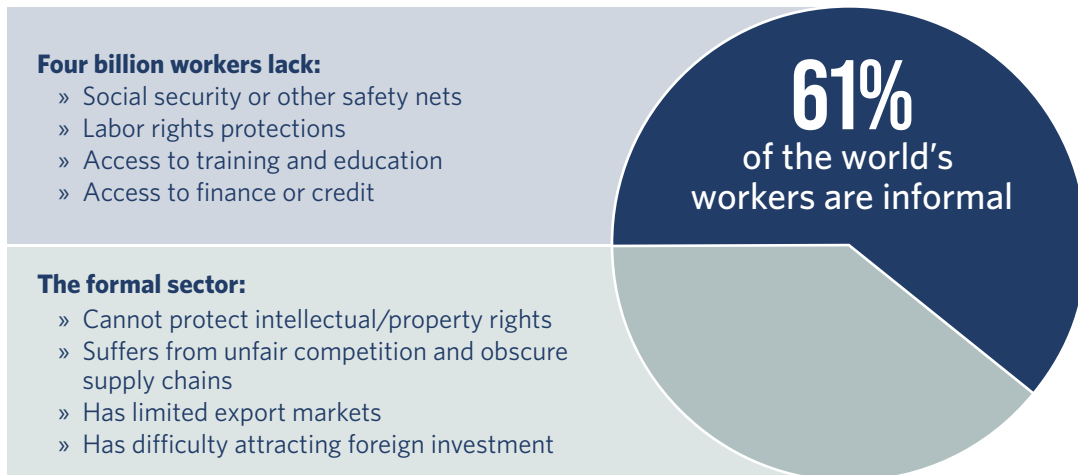 Four billion workers lack:
» Social security or other safety nets
» Labor rights protections
» Access to training and education
» Access to finance or credit
61%
of the world’s
workers are informal
The formal sector:
» Cannot protect intellectual/property rights
» Suffers from unfair competition and obscure
supply chains
» Has limited export markets
» Has difficulty attracting foreign investment